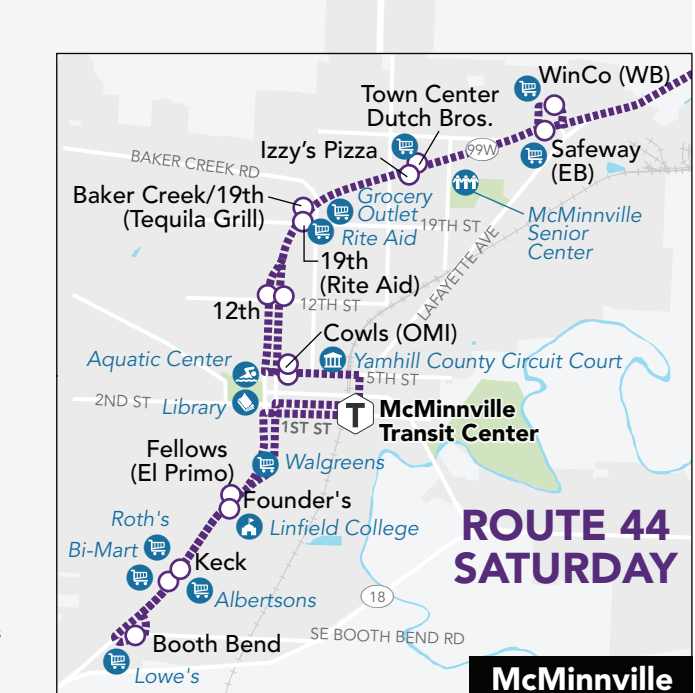 WinCo (WB)
Town Center
Dutch Bros.
99W
Izzy's Pizza
Safeway
(EB)
BAKER CREEK RD
Baker Creek/19th
(Tequila Grill)
Grocery
Outlet
19TH ST
Rite Aid
McMinnville
Senior
Center
19th
(Rite Aid)
LAFAYETTE AVE
12th
12TH ST
Cowls (OMI)
Aquatic Center
Yamhill County Circuit Court
5TH ST
2ND ST
Library
T
McMinnville
Transit Center
1ST ST
Fellows
(El Primo)
Walgreens
Founder's
Roth's
Linfield College
Bi-Mart
Keck
ROUTE 44
SATURDAY
Albertsons
18
Booth Bend
SE BOOTH BEND RD
Lowe's
McMinnville